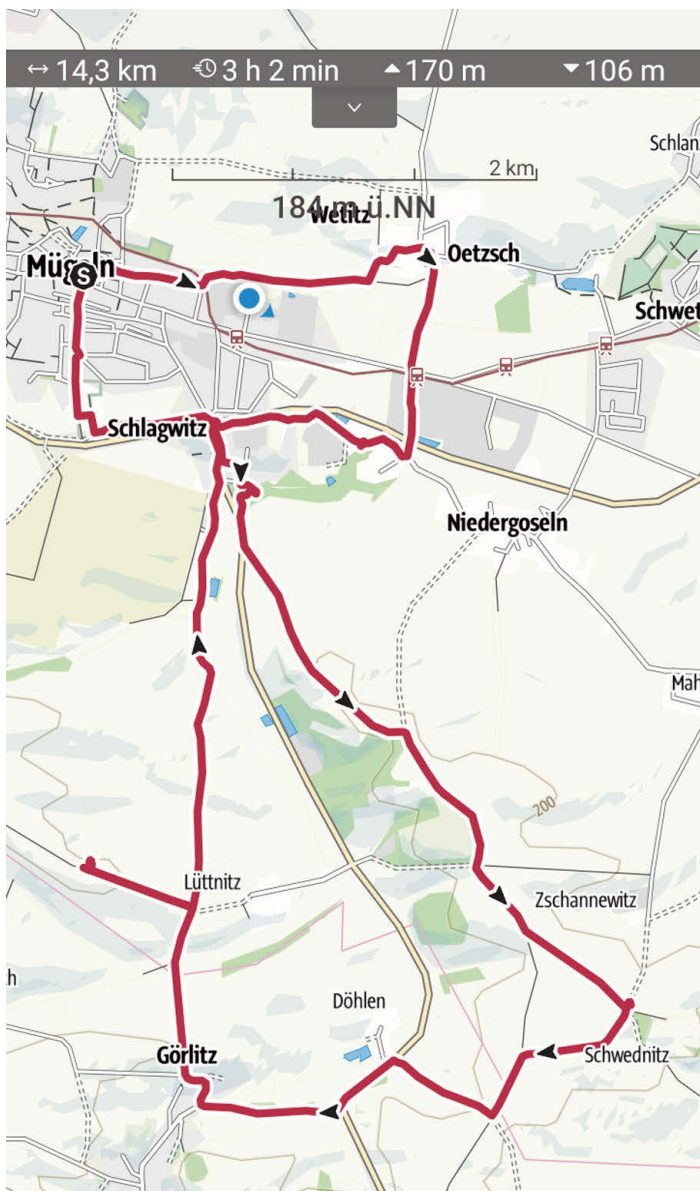 14,3 km 3 h 2 min 170 m 106 m
Schlan
2 km
184 m ü.NN
Wetitz
Oetzsch
Mügeln
S
Schwet
Schlagwitz
Niedergoseln
Mah
200
Lüttnitz
Zschannewitz
h
Döhlen
Görlitz
Schwednitz